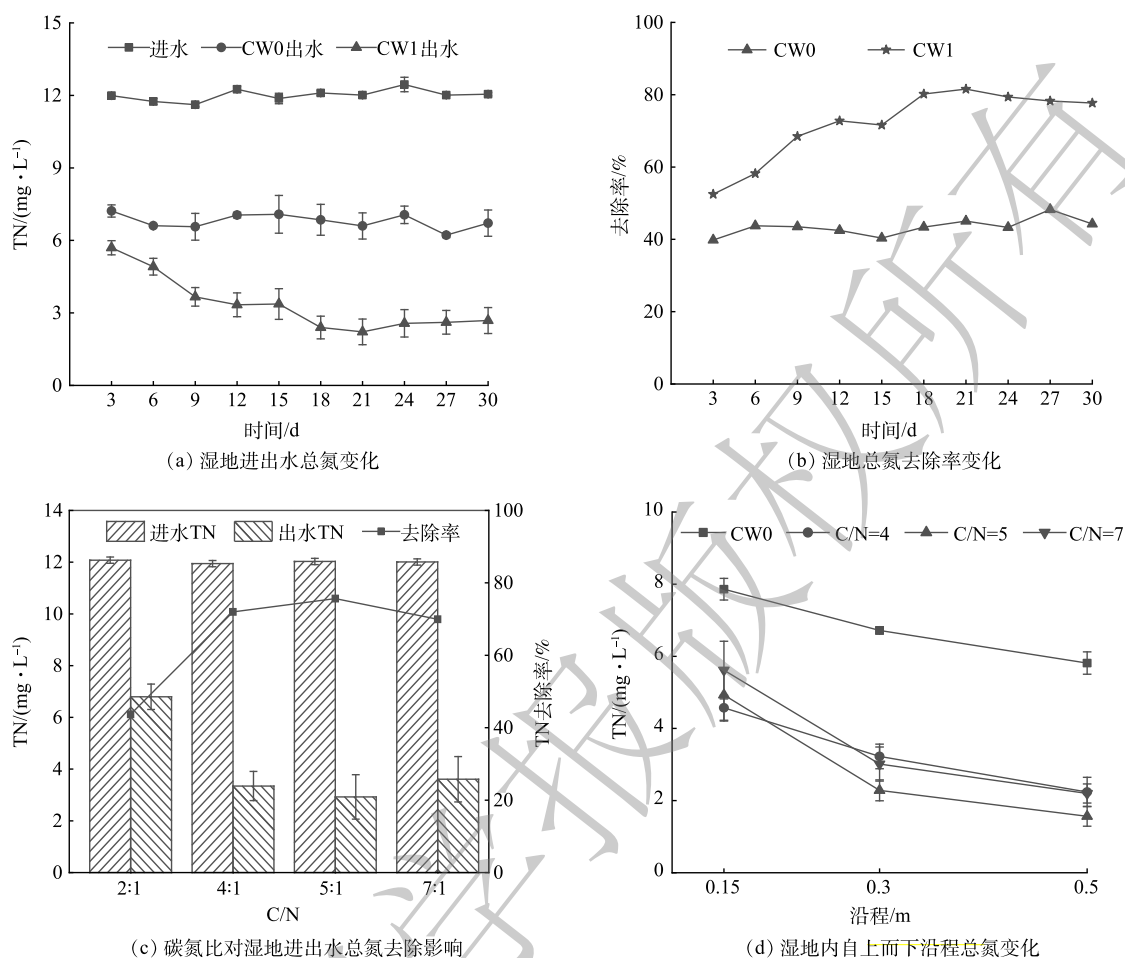 15
12
9
6
3
0
TN/(mg·L⁻¹)
进水 CW0出水 CW1出水
3 6 9 12 15 18 21 24 27 30
时间/d
(a) 湿地进出水总氮变化
100
80
60
40
20
0
去除率/%
CW0 CW1
3 6 9 12 15 18 21 24 27 30
时间/d
(b) 湿地总氮去除率变化
14
12
10
8
6
4
2
0
TN/(mg·L⁻¹)
进水TN 出水TN 去除率
100
80
60
40
20
0
TN去除率/%
2:1 4:1 5:1 7:1
C/N
(c) 碳氮比对湿地进出水总氮去除影响
10
8
6
4
2
0
TN/(mg·L⁻¹)
CW0 C/N=4 C/N=5 C/N=7
0.15 0.3 0.5
沿程/m
(d) 湿地内自上而下沿程总氮变化
学报版权所有